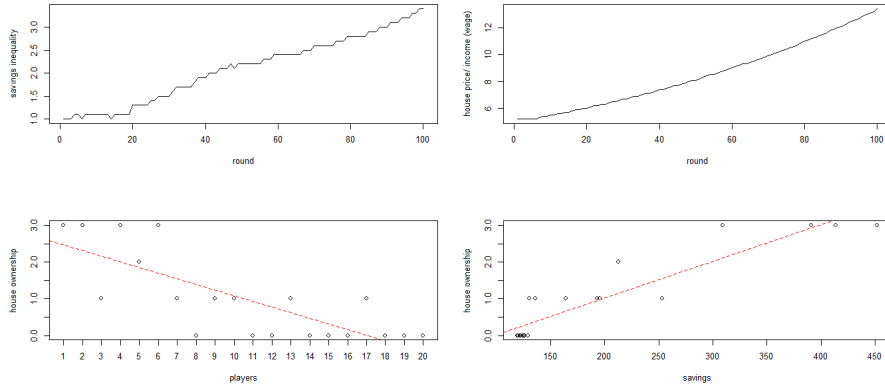 savings inequality
1.0 1.5 2.0 2.5 3.0
0 20 40 60 80 100
round
house price/ income (wage)
6 8 10 12
0 20 40 60 80 100
round
house ownership
0.0 1.0 2.0 3.0
1 2 3 4 5 6 7 8 9 10 11 12 13 14 15 16 17 18 19 20
players
house ownership
0.0 1.0 2.0 3.0
150 200 250 300 350 400 450
savings